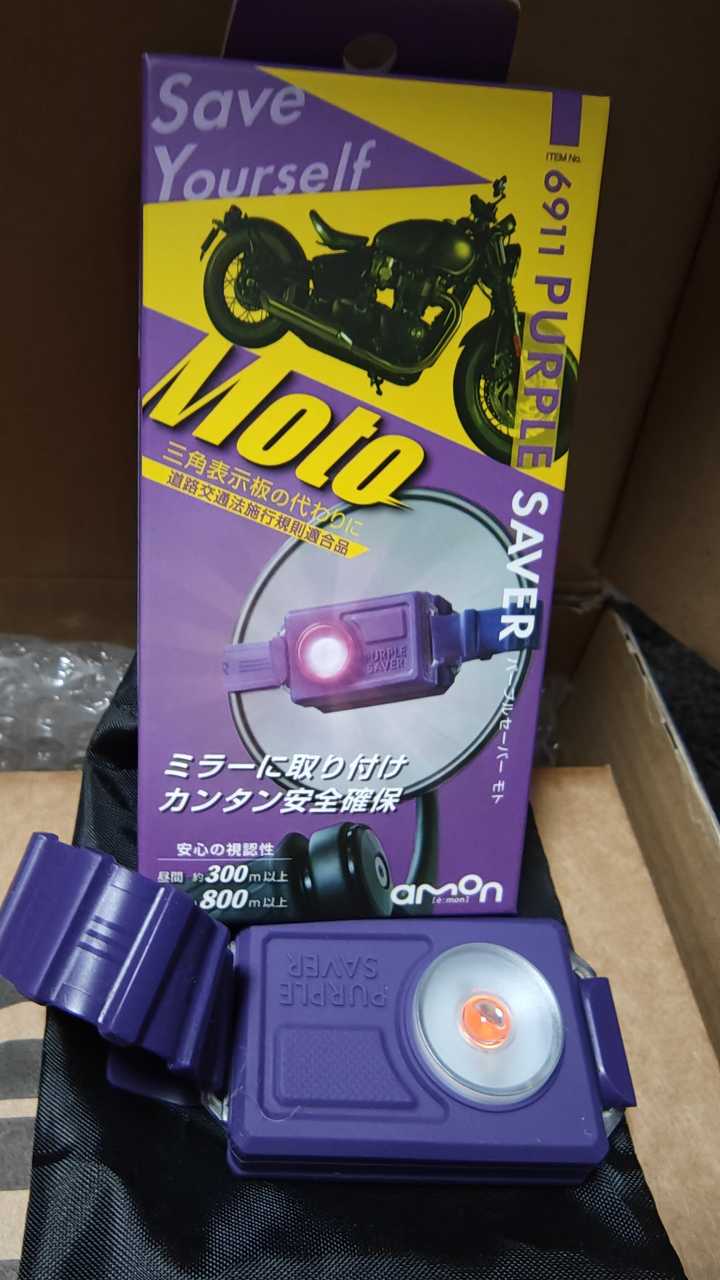 Save
Yourself
ITEM No.
6911 PURPLE SAVER パープルセーバー モト
Moto
三角表示板の代わりに
道路交通法施行規則適合品
PURPLE
SAVER
ミラーに取り付け
カンタン安全確保
安心の視認性
昼間 約300m以上
800m以上
amon
[é:mon]
PURPLE
SAVER